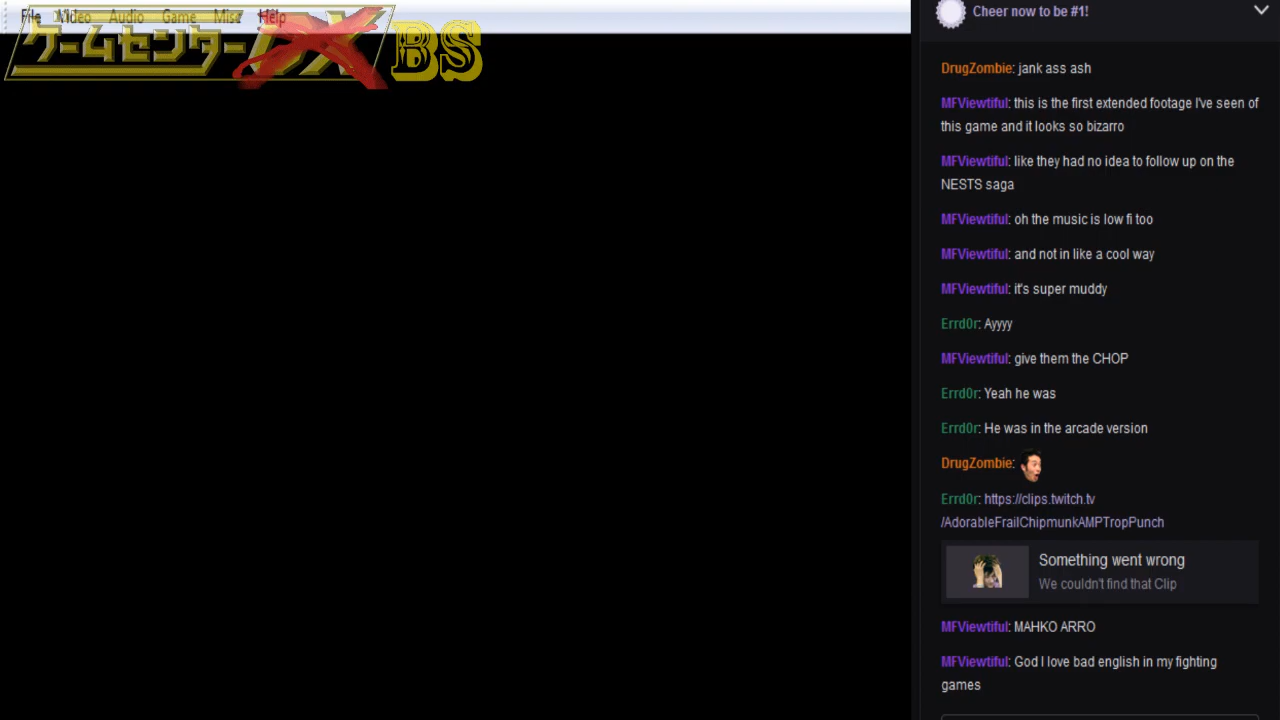 File Video Audio Game Misc Help
ゲームセンターDX BS
Cheer now to be #1!
DrugZombie: jank ass ash
MFViewtiful: this is the first extended footage I've seen of
this game and it looks so bizarro
MFViewtiful: like they had no idea to follow up on the
NESTS saga
MFViewtiful: oh the music is low fi too
MFViewtiful: and not in like a cool way
MFViewtiful: it's super muddy
Errd0r: Ayyyy
MFViewtiful: give them the CHOP
Errd0r: Yeah he was
Errd0r: He was in the arcade version
DrugZombie:
Errd0r: https://clips.twitch.tv
/AdorableFrailChipmunkAMPTropPunch
Something went wrong
We couldn't find that Clip
MFViewtiful: MAHKO ARRO
MFViewtiful: God I love bad english in my fighting
games